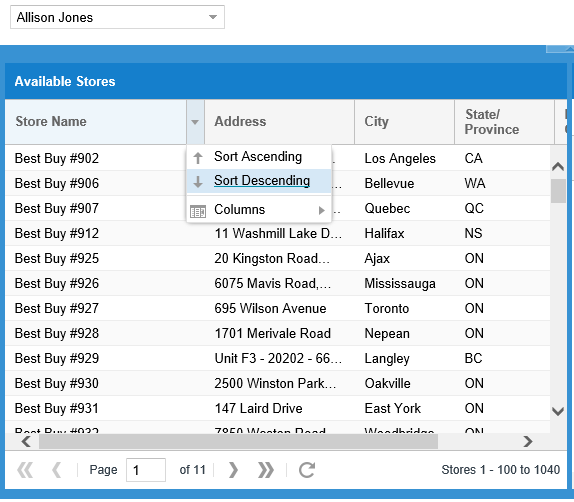 Allison Jones
Available Stores
Store Name Address City State/
Province
Best Buy #902 Los Angeles CA
Sort Ascending
Best Buy #906 Bellevue WA
Sort Descending
Best Buy #907 Quebec QC
Columns
Best Buy #912 11 Washmill Lake D... Halifax NS
Best Buy #925 20 Kingston Road... Ajax ON
Best Buy #926 6075 Mavis Road,... Mississauga ON
Best Buy #927 695 Wilson Avenue Toronto ON
Best Buy #928 1701 Merivale Road Nepean ON
Best Buy #929 Unit F3 - 20202 - 66... Langley BC
Best Buy #930 2500 Winston Park... Oakville ON
Best Buy #931 147 Laird Drive East York ON
Best Buy #932 7850 Weston Road Woodbridge ON
Page 1 of 11 Stores 1 - 100 to 1040